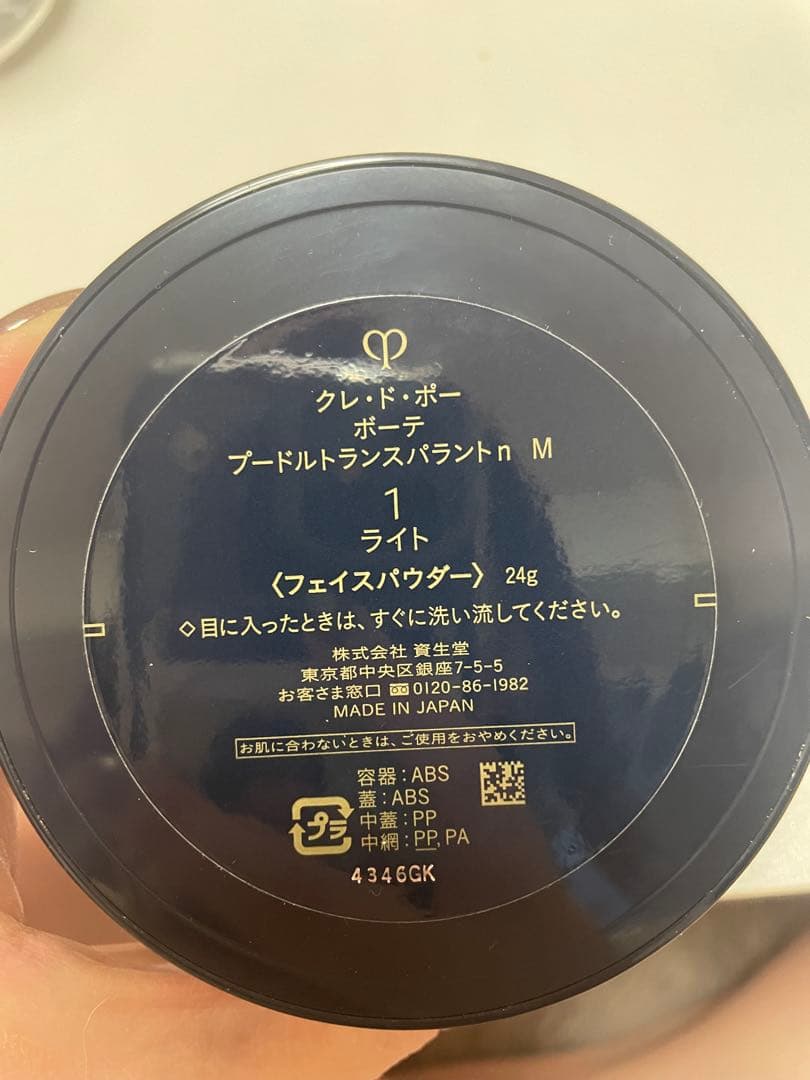 クレ・ド・ポー
ボーテ
プードルトランスパラントn M
1
ライト
〈フェイスパウダー〉 24g
◇目に入ったときは、すぐに洗い流してください。
株式会社 資生堂
東京都中央区銀座7-5-5
お客さま窓口 0120-86-1982
MADE IN JAPAN
お肌に合わないときは、ご使用をおやめください。
容器：ABS
蓋：ABS
中蓋：PP
中網：PP, PA
プラ
4346GK